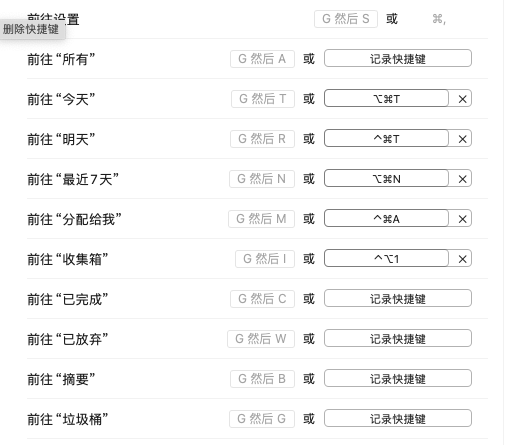 前往设置 G 然后 S 或 ⌘,
删除快捷键
前往“所有” G 然后 A 或 记录快捷键
前往“今天” G 然后 T 或 ⌥⌘T ×
前往“明天” G 然后 R 或 ^⌘T ×
前往“最近7天” G 然后 N 或 ⌥⌘N ×
前往“分配给我” G 然后 M 或 ^⌘A ×
前往“收集箱” G 然后 I 或 ^⌥1 ×
前往“已完成” G 然后 C 或 记录快捷键
前往“已放弃” G 然后 W 或 记录快捷键
前往“摘要” G 然后 B 或 记录快捷键
前往“垃圾桶” G 然后 G 或 记录快捷键